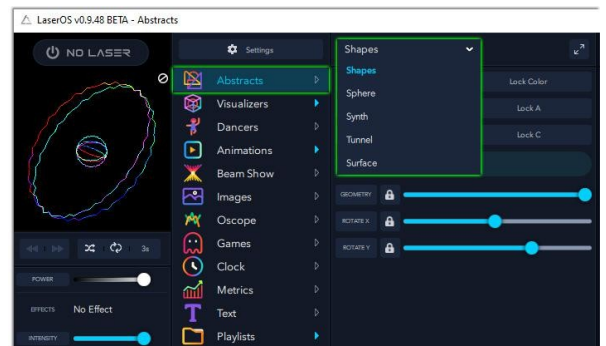 LaserOS v0.9.48 BETA - Abstracts
NO LASER
3s
POWER
EFFECTS No Effect
INTENSITY
Settings
Abstracts
Visualizers
Dancers
Animations
Beam Show
Images
Oscope
Games
Clock
Metrics
Text
Playlists
Shapes
Shapes
Sphere
Synth
Tunnel
Surface
Lock Color
Lock A
Lock C
GEOMETRY
ROTATE X
ROTATE Y